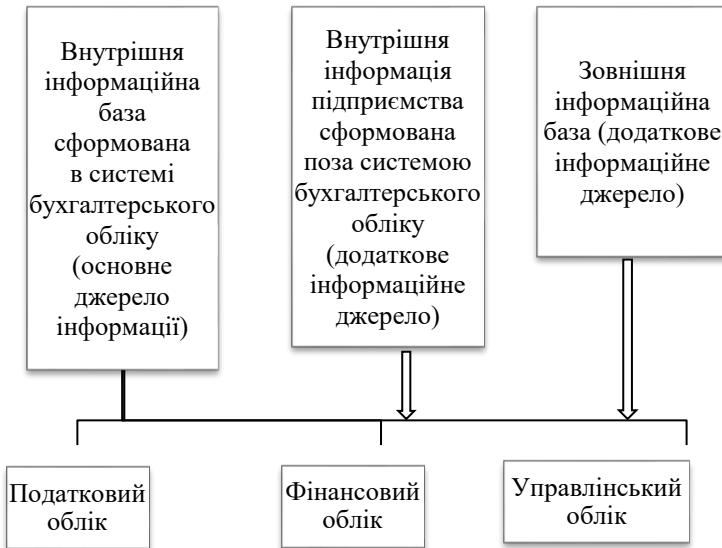 Внутрішня
інформаційна
база
сформована
в системі
бухгалтерського
обліку
(основне
джерело
інформації)
Внутрішня
інформація
підприємства
сформована
поза системою
бухгалтерського
обліку
(додаткове
інформаційне
джерело)
Зовнішня
інформаційна
база (додаткове
інформаційне
джерело)
Податковий
облік
Фінансовий
облік
Управлінський
облік